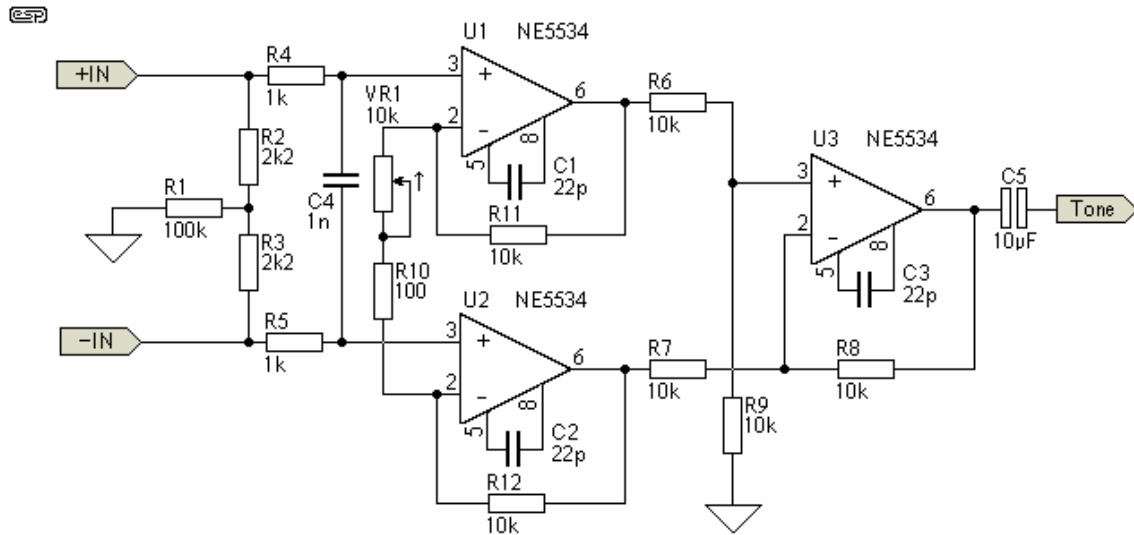 esp
U1 NE5534
+IN
R4
1k
3
+
2
−
6
5
8
C1
22p
VR1
10k
R2
2k2
R1
100k
R3
2k2
C4
1n
R11
10k
R10
100
R6
10k
U3 NE5534
3
+
2
−
6
5
8
C3
22p
C5
10µF
Tone
U2 NE5534
−IN
R5
1k
3
+
2
−
6
5
8
C2
22p
R12
10k
R7
10k
R8
10k
R9
10k